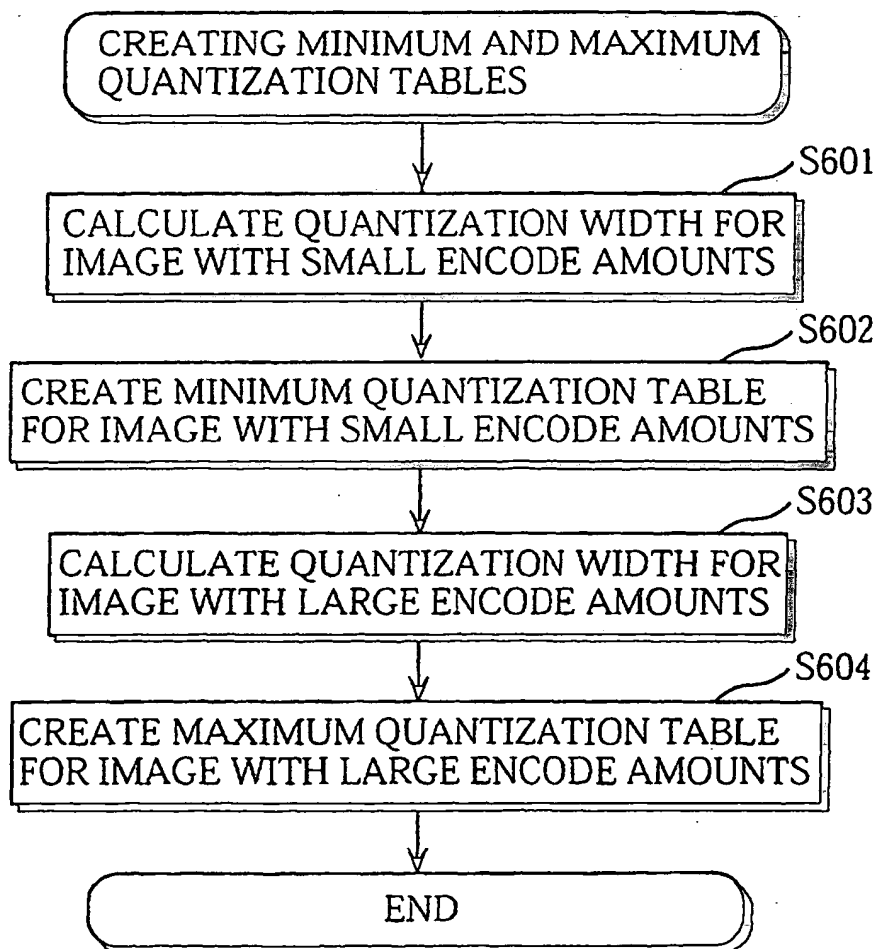 CREATING MINIMUM AND MAXIMUM
QUANTIZATION TABLES
S601
CALCULATE QUANTIZATION WIDTH FOR
IMAGE WITH SMALL ENCODE AMOUNTS
S602
CREATE MINIMUM QUANTIZATION TABLE
FOR IMAGE WITH SMALL ENCODE AMOUNTS
S603
CALCULATE QUANTIZATION WIDTH FOR
IMAGE WITH LARGE ENCODE AMOUNTS
S604
CREATE MAXIMUM QUANTIZATION TABLE
FOR IMAGE WITH LARGE ENCODE AMOUNTS
END